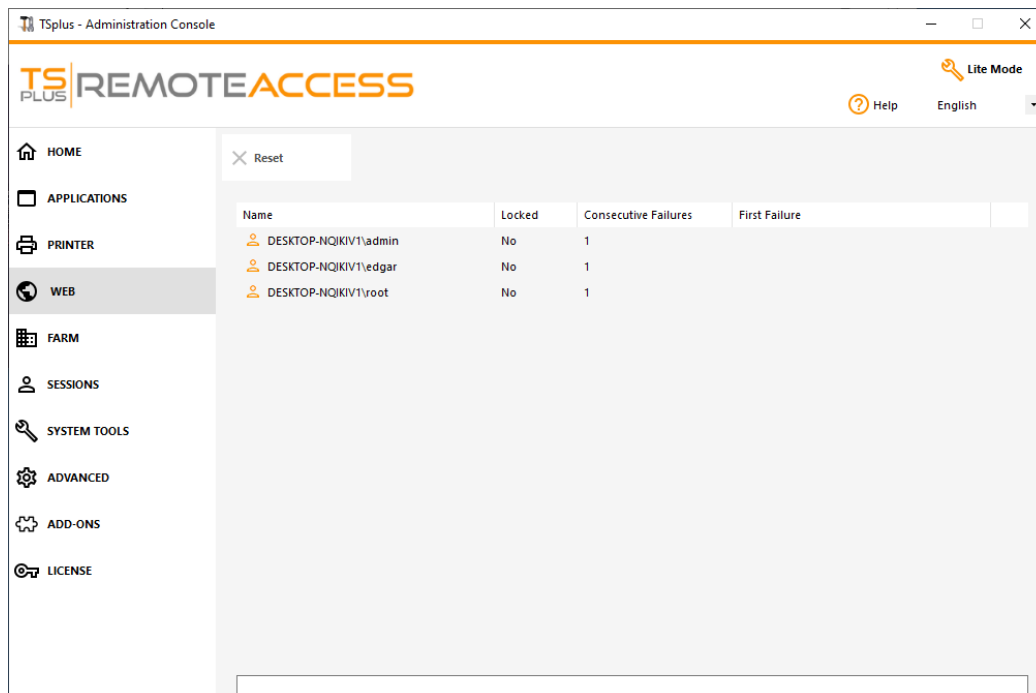 TSplus - Administration Console
TS PLUS REMOTEACCESS
Lite Mode
Help
English
HOME
APPLICATIONS
PRINTER
WEB
FARM
SESSIONS
SYSTEM TOOLS
ADVANCED
ADD-ONS
LICENSE
Reset
Name Locked Consecutive Failures First Failure
DESKTOP-NQIKIV1\admin No 1
DESKTOP-NQIKIV1\edgar No 1
DESKTOP-NQIKIV1\root No 1